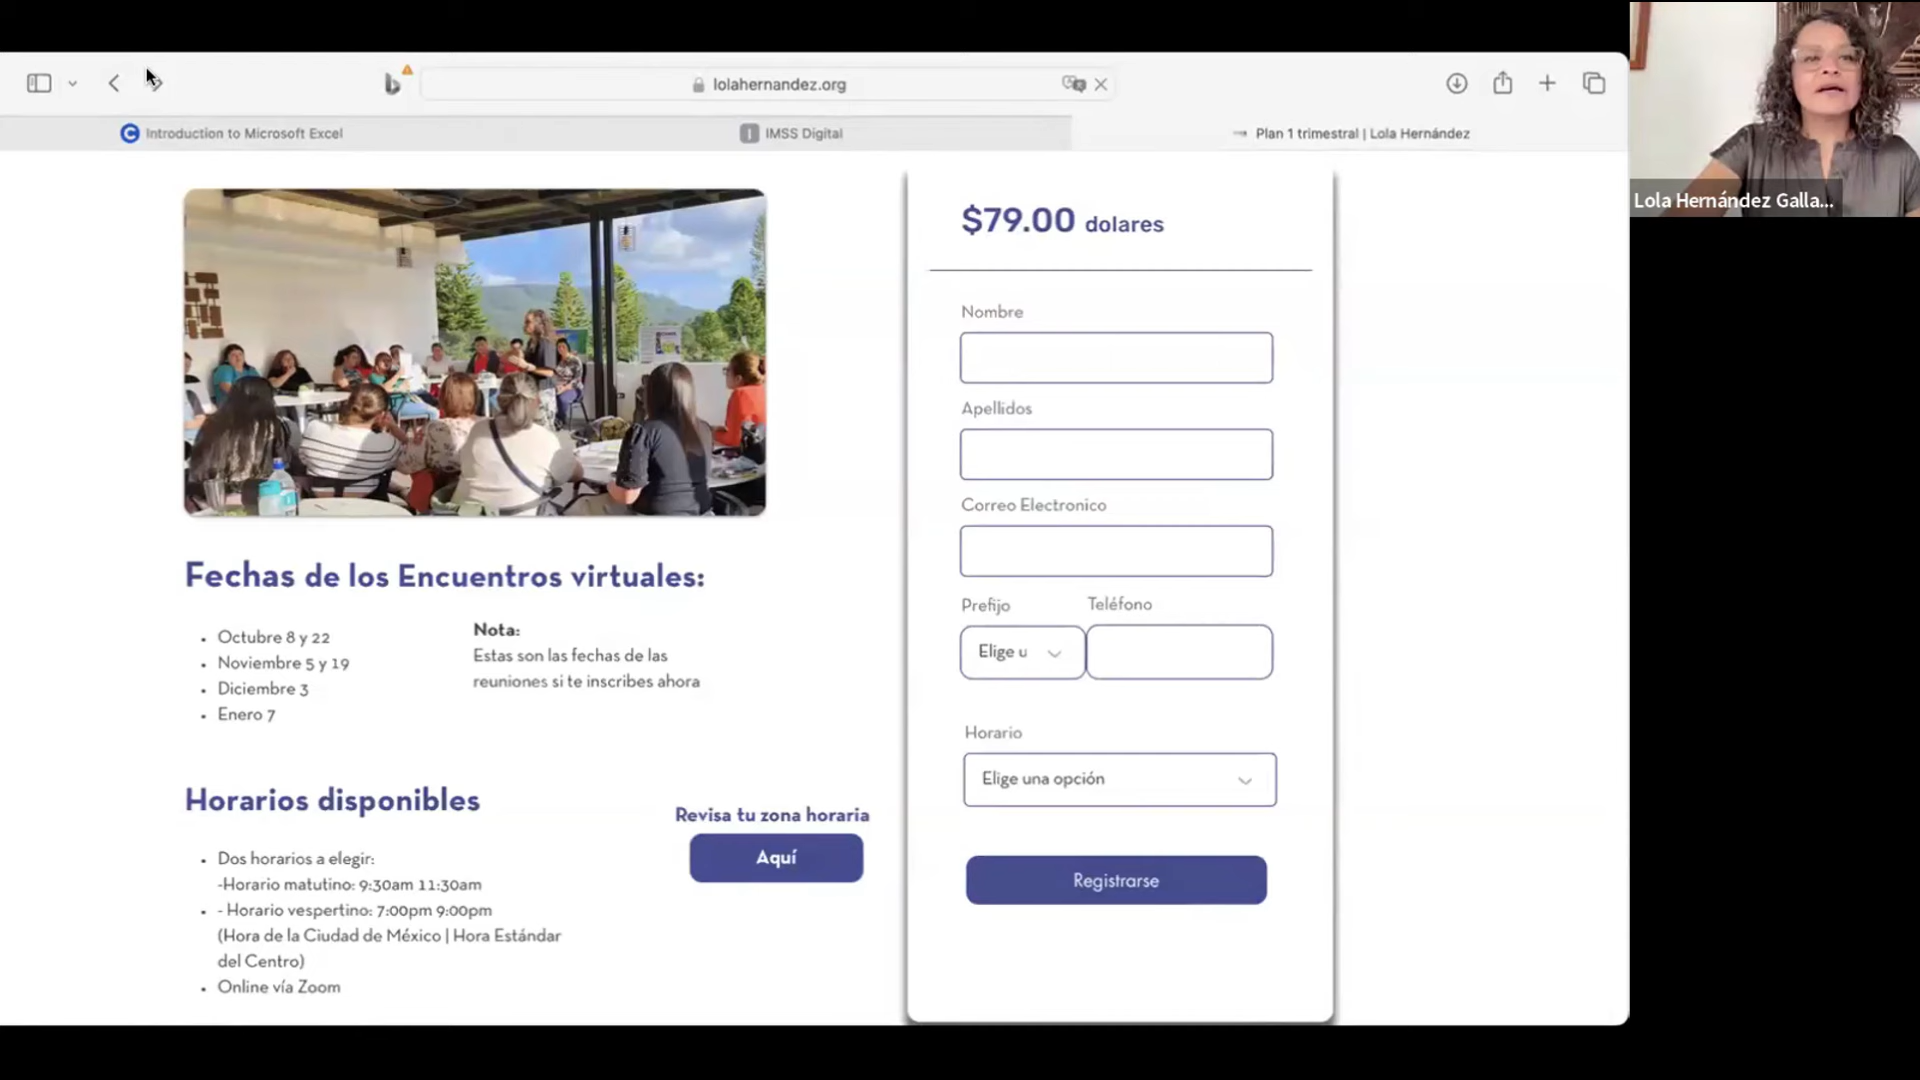 lolahernandez.org
Introduction to Microsoft Excel
IMSS Digital
Plan 1 trimestral | Lola Hernández
Lola Hernández Galla...
$79.00 dolares
Nombre
Apellidos
Correo Electronico
Prefijo
Teléfono
Elige u
Horario
Elige una opción
Registrarse
Fechas de los Encuentros virtuales:
• Octubre 8 y 22
• Noviembre 5 y 19
• Diciembre 3
• Enero 7
Nota:
Estas son las fechas de las
reuniones si te inscribes ahora
Horarios disponibles
• Dos horarios a elegir:
-Horario matutino: 9:30am 11:30am
• - Horario vespertino: 7:00pm 9:00pm
(Hora de la Ciudad de México | Hora Estándar
del Centro)
• Online vía Zoom
Revisa tu zona horaria
Aquí